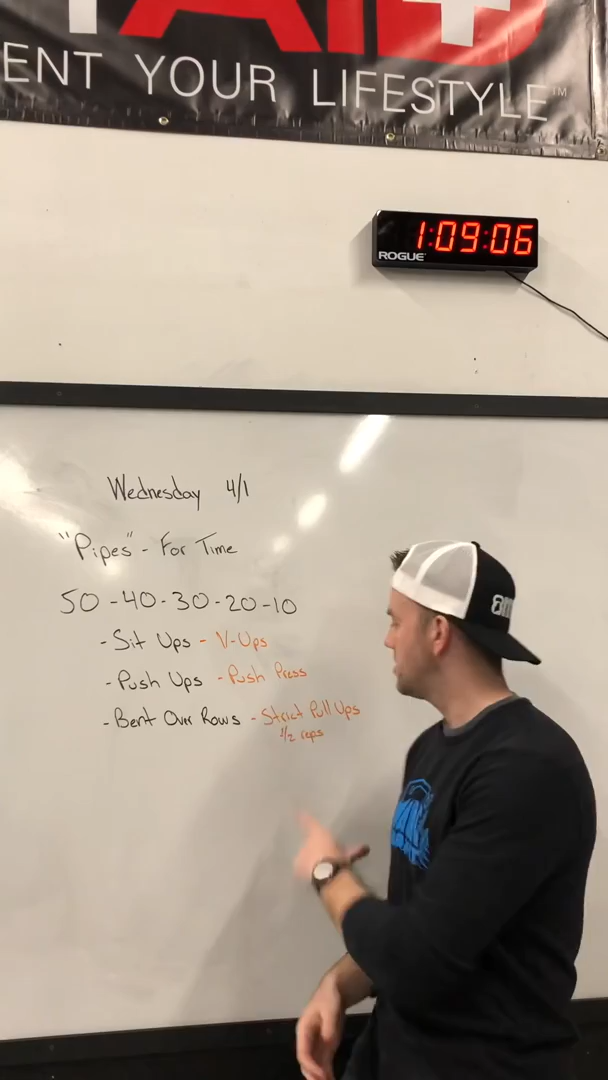 ENT YOUR LIFESTYLE™
1:09:06
ROGUE
Wednesday 4/1
"Pipes" - For Time
50 - 40 - 30 - 20 - 10
- Sit Ups - V-Ups
- Push Ups - Push Press
- Bent Over Rows - Strict Pull Ups
1/2 reps